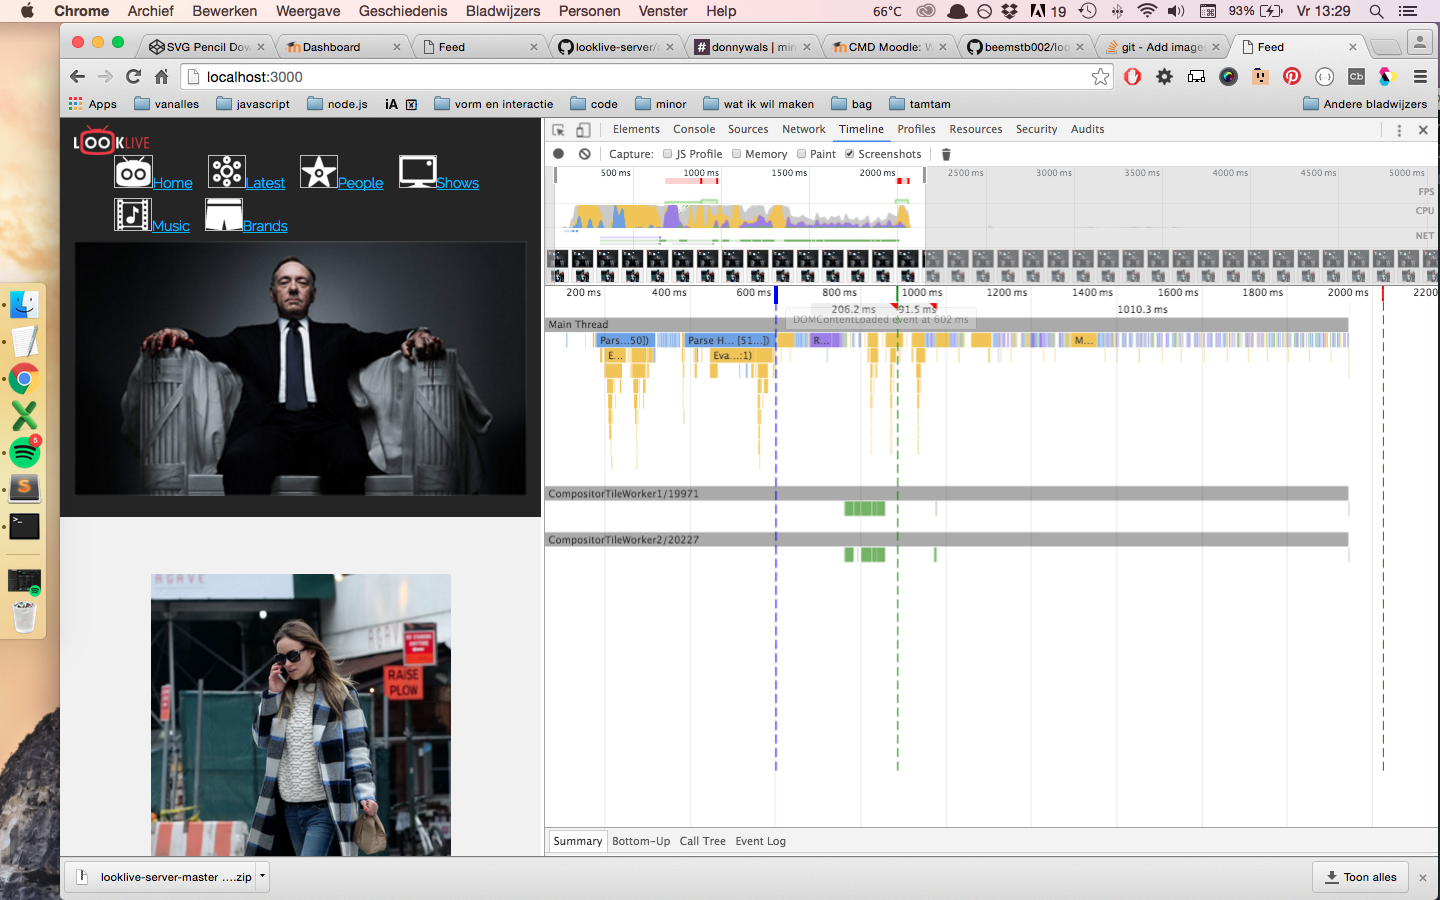 Chrome Archief Bewerken Weergave Geschiedenis Bladwijzers Personen Venster Help 66°C 19 93% Vr 13:29
SVG Pencil Dow Dashboard Feed looklive-server/ donnywals | min CMD Moodle: W beemstb002/loo git - Add image Feed
localhost:3000
Apps vanalles javascript node.js iA vorm en interactie code minor wat ik wil maken bag tamtam Andere bladwijzers
LOOKLIVE
Home Latest People Shows
Music Brands
AGAVE
RAISE
PLOW
Elements Console Sources Network Timeline Profiles Resources Security Audits
Capture: JS Profile Memory Paint Screenshots
500 ms 1000 ms 1500 ms 2000 ms 2500 ms 3000 ms 3500 ms 4000 ms 4500 ms 5000 ms
FPS
CPU
NET
200 ms 400 ms 600 ms 800 ms 1000 ms 1200 ms 1400 ms 1600 ms 1800 ms 2000 ms 2200
206.2 ms 91.5 ms 1010.3 ms
DOMContentLoaded event at 602 ms
Main Thread
Pars...50]) Parse H... [51...]) R... M...
E... Eva...:1)
CompositorTileWorker1/19971
CompositorTileWorker2/20227
Summary Bottom-Up Call Tree Event Log
5
looklive-server-master ....zip Toon alles